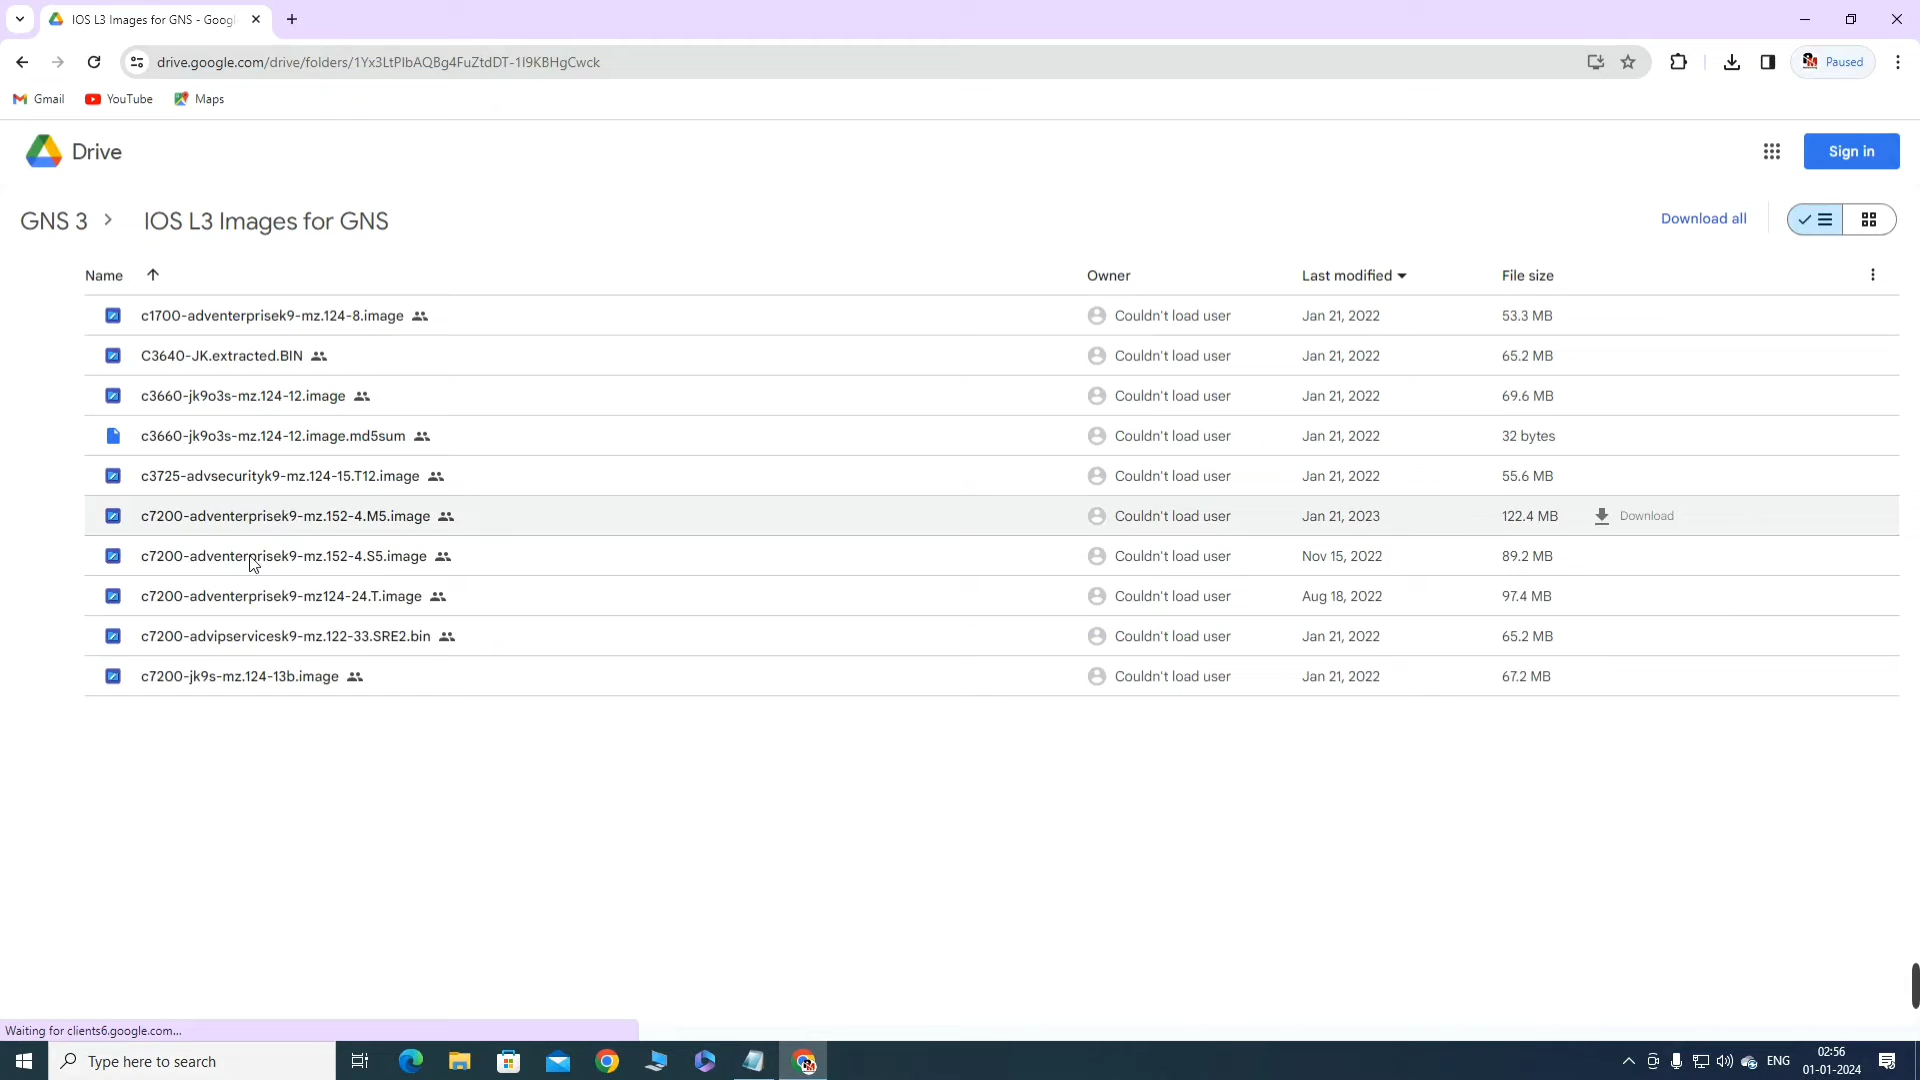 IOS L3 Images for GNS - Googl
drive.google.com/drive/folders/1Yx3LtPlbAQBg4FuZtdDT-1I9KBHgCwck
Paused
Gmail YouTube Maps
Drive
Sign in
GNS 3 IOS L3 Images for GNS
Download all
Name Owner Last modified File size
c1700-adventerprisek9-mz.124-8.image Couldn't load user Jan 21, 2022 53.3 MB
C3640-JK.extracted.BIN Couldn't load user Jan 21, 2022 65.2 MB
c3660-jk9o3s-mz.124-12.image Couldn't load user Jan 21, 2022 69.6 MB
c3660-jk9o3s-mz.124-12.image.md5sum Couldn't load user Jan 21, 2022 32 bytes
c3725-advsecurityk9-mz.124-15.T12.image Couldn't load user Jan 21, 2022 55.6 MB
c7200-adventerprisek9-mz.152-4.M5.image Couldn't load user Jan 21, 2023 122.4 MB Download
c7200-adventerprisek9-mz.152-4.S5.image Couldn't load user Nov 15, 2022 89.2 MB
c7200-adventerprisek9-mz124-24.T.image Couldn't load user Aug 18, 2022 97.4 MB
c7200-advipservicesk9-mz.122-33.SRE2.bin Couldn't load user Jan 21, 2022 65.2 MB
c7200-jk9s-mz.124-13b.image Couldn't load user Jan 21, 2022 67.2 MB
Waiting for clients6.google.com...
Type here to search
ENG
02:56
01-01-2024